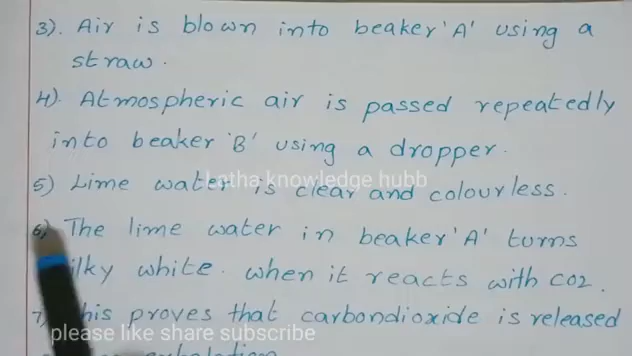 3). Air is blown into beaker 'A' using a
straw.
4). Atmospheric air is passed repeatedly
into beaker 'B' using a dropper.
5) Lime water is clear and colourless.
Latha knowledge hubb
6) The lime water in beaker 'A' turns
ilky white. when it reacts with CO2.
7) his proves that carbondioxide is released
please like share subscribe